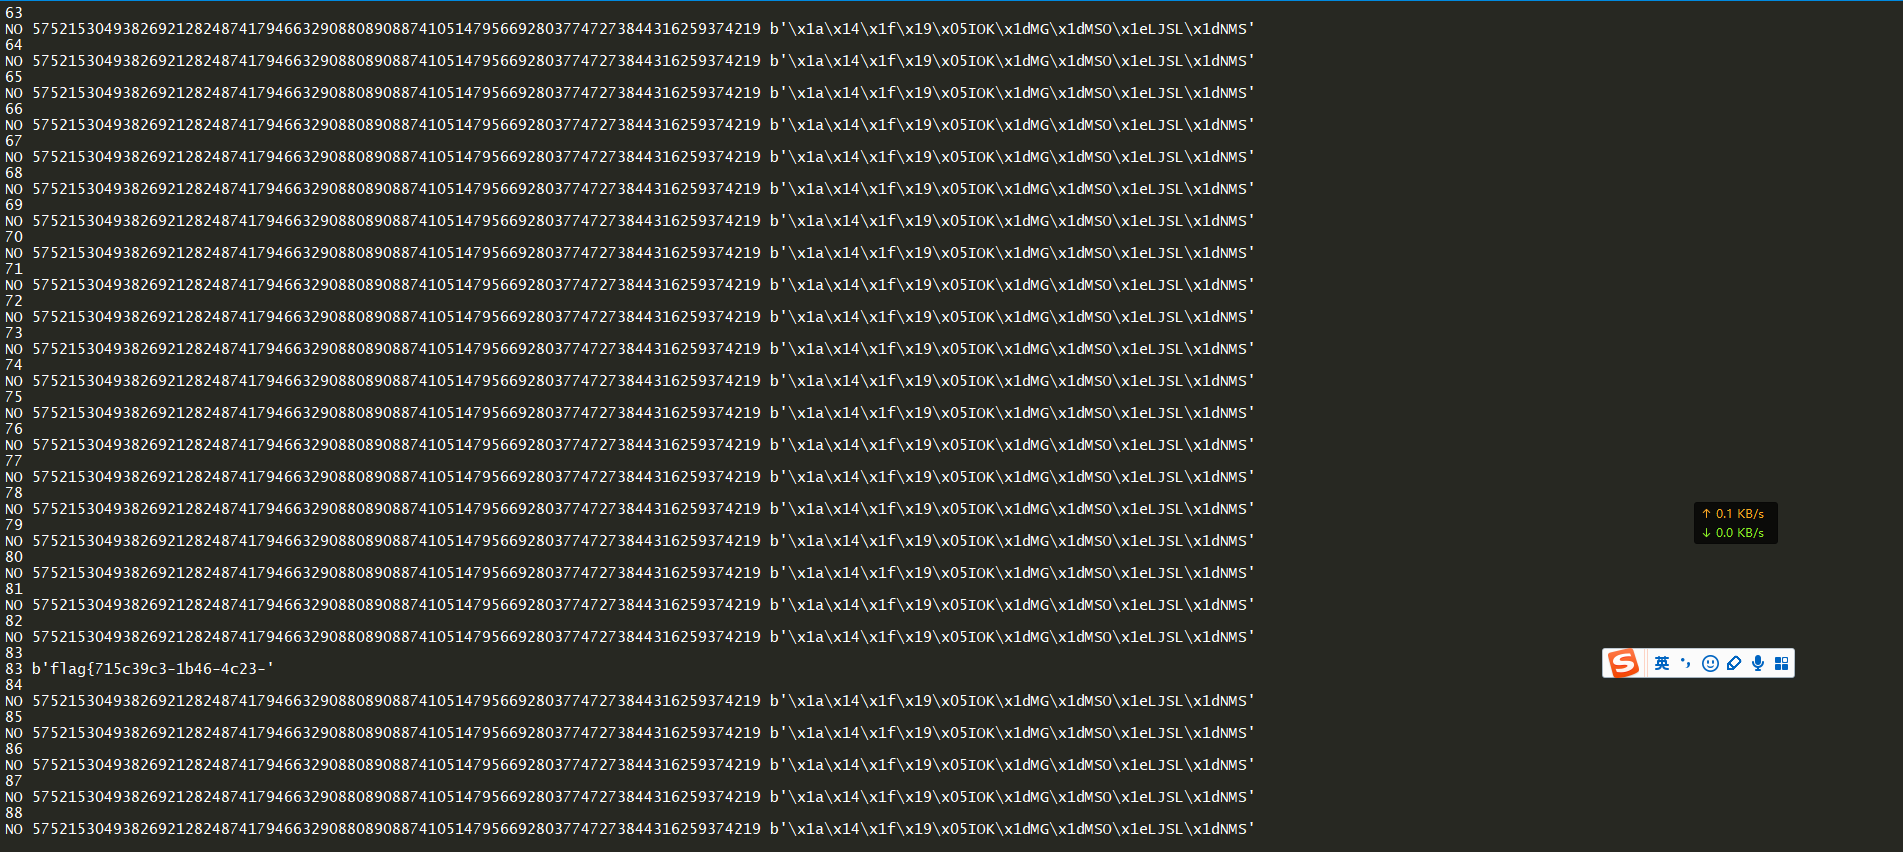 63
NO 575215304938269212824874179466329088089088741051479566928037747273844316259374219 b'\x1a\x14\x1f\x19\x05IOK\x1dMG\x1dMSO\x1eLJSL\x1dNMS'
64
NO 575215304938269212824874179466329088089088741051479566928037747273844316259374219 b'\x1a\x14\x1f\x19\x05IOK\x1dMG\x1dMSO\x1eLJSL\x1dNMS'
65
NO 575215304938269212824874179466329088089088741051479566928037747273844316259374219 b'\x1a\x14\x1f\x19\x05IOK\x1dMG\x1dMSO\x1eLJSL\x1dNMS'
66
NO 575215304938269212824874179466329088089088741051479566928037747273844316259374219 b'\x1a\x14\x1f\x19\x05IOK\x1dMG\x1dMSO\x1eLJSL\x1dNMS'
67
NO 575215304938269212824874179466329088089088741051479566928037747273844316259374219 b'\x1a\x14\x1f\x19\x05IOK\x1dMG\x1dMSO\x1eLJSL\x1dNMS'
68
NO 575215304938269212824874179466329088089088741051479566928037747273844316259374219 b'\x1a\x14\x1f\x19\x05IOK\x1dMG\x1dMSO\x1eLJSL\x1dNMS'
69
NO 575215304938269212824874179466329088089088741051479566928037747273844316259374219 b'\x1a\x14\x1f\x19\x05IOK\x1dMG\x1dMSO\x1eLJSL\x1dNMS'
70
NO 575215304938269212824874179466329088089088741051479566928037747273844316259374219 b'\x1a\x14\x1f\x19\x05IOK\x1dMG\x1dMSO\x1eLJSL\x1dNMS'
71
NO 575215304938269212824874179466329088089088741051479566928037747273844316259374219 b'\x1a\x14\x1f\x19\x05IOK\x1dMG\x1dMSO\x1eLJSL\x1dNMS'
72
NO 575215304938269212824874179466329088089088741051479566928037747273844316259374219 b'\x1a\x14\x1f\x19\x05IOK\x1dMG\x1dMSO\x1eLJSL\x1dNMS'
73
NO 575215304938269212824874179466329088089088741051479566928037747273844316259374219 b'\x1a\x14\x1f\x19\x05IOK\x1dMG\x1dMSO\x1eLJSL\x1dNMS'
74
NO 575215304938269212824874179466329088089088741051479566928037747273844316259374219 b'\x1a\x14\x1f\x19\x05IOK\x1dMG\x1dMSO\x1eLJSL\x1dNMS'
75
NO 575215304938269212824874179466329088089088741051479566928037747273844316259374219 b'\x1a\x14\x1f\x19\x05IOK\x1dMG\x1dMSO\x1eLJSL\x1dNMS'
76
NO 575215304938269212824874179466329088089088741051479566928037747273844316259374219 b'\x1a\x14\x1f\x19\x05IOK\x1dMG\x1dMSO\x1eLJSL\x1dNMS'
77
NO 575215304938269212824874179466329088089088741051479566928037747273844316259374219 b'\x1a\x14\x1f\x19\x05IOK\x1dMG\x1dMSO\x1eLJSL\x1dNMS'
78
NO 575215304938269212824874179466329088089088741051479566928037747273844316259374219 b'\x1a\x14\x1f\x19\x05IOK\x1dMG\x1dMSO\x1eLJSL\x1dNMS'
↑ 0.1 KB/s
79
↓ 0.0 KB/s
NO 575215304938269212824874179466329088089088741051479566928037747273844316259374219 b'\x1a\x14\x1f\x19\x05IOK\x1dMG\x1dMSO\x1eLJSL\x1dNMS'
80
NO 575215304938269212824874179466329088089088741051479566928037747273844316259374219 b'\x1a\x14\x1f\x19\x05IOK\x1dMG\x1dMSO\x1eLJSL\x1dNMS'
81
NO 575215304938269212824874179466329088089088741051479566928037747273844316259374219 b'\x1a\x14\x1f\x19\x05IOK\x1dMG\x1dMSO\x1eLJSL\x1dNMS'
82
NO 575215304938269212824874179466329088089088741051479566928037747273844316259374219 b'\x1a\x14\x1f\x19\x05IOK\x1dMG\x1dMSO\x1eLJSL\x1dNMS'
83
83 b'flag{715c39c3-1b46-4c23-'
S 英
84
NO 575215304938269212824874179466329088089088741051479566928037747273844316259374219 b'\x1a\x14\x1f\x19\x05IOK\x1dMG\x1dMSO\x1eLJSL\x1dNMS'
85
NO 575215304938269212824874179466329088089088741051479566928037747273844316259374219 b'\x1a\x14\x1f\x19\x05IOK\x1dMG\x1dMSO\x1eLJSL\x1dNMS'
86
NO 575215304938269212824874179466329088089088741051479566928037747273844316259374219 b'\x1a\x14\x1f\x19\x05IOK\x1dMG\x1dMSO\x1eLJSL\x1dNMS'
87
NO 575215304938269212824874179466329088089088741051479566928037747273844316259374219 b'\x1a\x14\x1f\x19\x05IOK\x1dMG\x1dMSO\x1eLJSL\x1dNMS'
88
NO 575215304938269212824874179466329088089088741051479566928037747273844316259374219 b'\x1a\x14\x1f\x19\x05IOK\x1dMG\x1dMSO\x1eLJSL\x1dNMS'